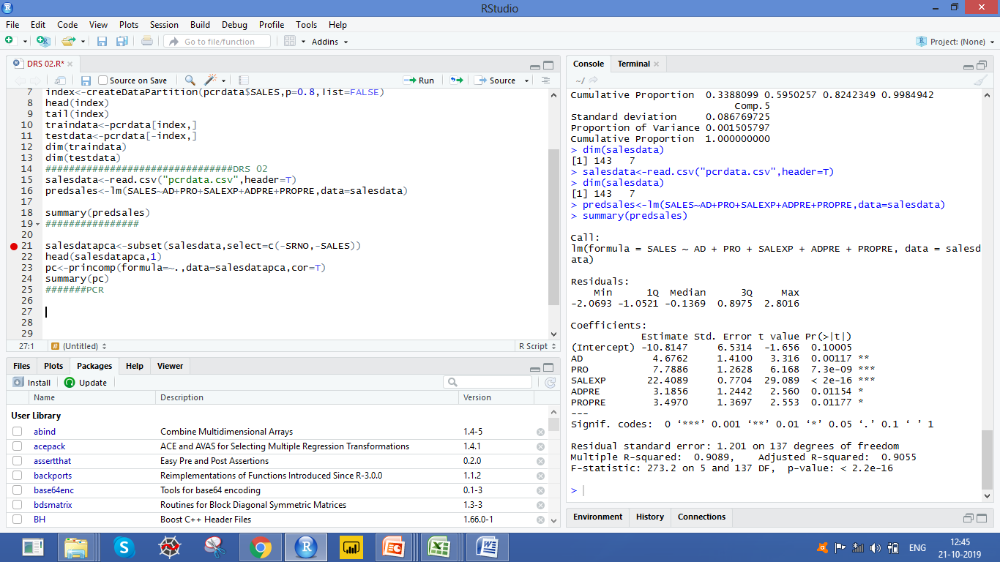 RStudio
File Edit Code View Plots Session Build Debug Profile Tools Help
Go to file/function Addins Project: (None)
DRS 02.R*
Source on Save Run Source
7 index<-createDataPartition(pcrdata$SALES,p=0.8,list=FALSE)
8 head(index)
9 tail(index)
10 traindata<-pcrdata[index,]
11 testdata<-pcrdata[-index,]
12 dim(traindata)
13 dim(testdata)
14 ################################DRS 02
15 salesdata<-read.csv("pcrdata.csv",header=T)
16 predsales<-lm(SALES~AD+PRO+SALEXP+ADPRE+PROPRE,data=salesdata)
17
18 summary(predsales)
19 ################
20
21 salesdatapca<-subset(salesdata,select=c(-SRNO,-SALES))
22 head(salesdatapca,1)
23 pc<-princomp(formula=~.,data=salesdatapca,cor=T)
24 summary(pc)
25 #######PCR
26
27
28
29
27:1 # (Untitled) R Script
Files Plots Packages Help Viewer
Install Update
Name Description Version
User Library
abind Combine Multidimensional Arrays 1.4-5
acepack ACE and AVAS for Selecting Multiple Regression Transformations 1.4.1
assertthat Easy Pre and Post Assertions 0.2.0
backports Reimplementations of Functions Introduced Since R-3.0.0 1.1.2
base64enc Tools for base64 encoding 0.1-3
bdsmatrix Routines for Block Diagonal Symmetric Matrices 1.3-3
BH Boost C++ Header Files 1.66.0-1
Console Terminal
~/
Cumulative Proportion 0.3388099 0.5950257 0.8242349 0.9984942
Comp.5
Standard deviation 0.086769725
Proportion of Variance 0.001505797
Cumulative Proportion 1.000000000
> dim(salesdata)
[1] 143 7
> salesdata<-read.csv("pcrdata.csv",header=T)
> dim(salesdata)
[1] 143 7
> predsales<-lm(SALES~AD+PRO+SALEXP+ADPRE+PROPRE,data=salesdata)
> summary(predsales)
Call:
lm(formula = SALES ~ AD + PRO + SALEXP + ADPRE + PROPRE, data = salesd
ata)
Residuals:
Min 1Q Median 3Q Max
-2.0693 -1.0521 -0.1369 0.8975 2.8016
Coefficients:
Estimate Std. Error t value Pr(>|t|)
(Intercept) -10.8147 6.5314 -1.656 0.10005
AD 4.6762 1.4100 3.316 0.00117 **
PRO 7.7886 1.2628 6.168 7.3e-09 ***
SALEXP 22.4089 0.7704 29.089 < 2e-16 ***
ADPRE 3.1856 1.2442 2.560 0.01154 *
PROPRE 3.4970 1.3697 2.553 0.01177 *
---
Signif. codes: 0 ‘***’ 0.001 ‘**’ 0.01 ‘*’ 0.05 ‘.’ 0.1 ‘ ’ 1
Residual standard error: 1.201 on 137 degrees of freedom
Multiple R-squared: 0.9089, Adjusted R-squared: 0.9055
F-statistic: 273.2 on 5 and 137 DF, p-value: < 2.2e-16
>
Environment History Connections
ENG 12:45
21-10-2019